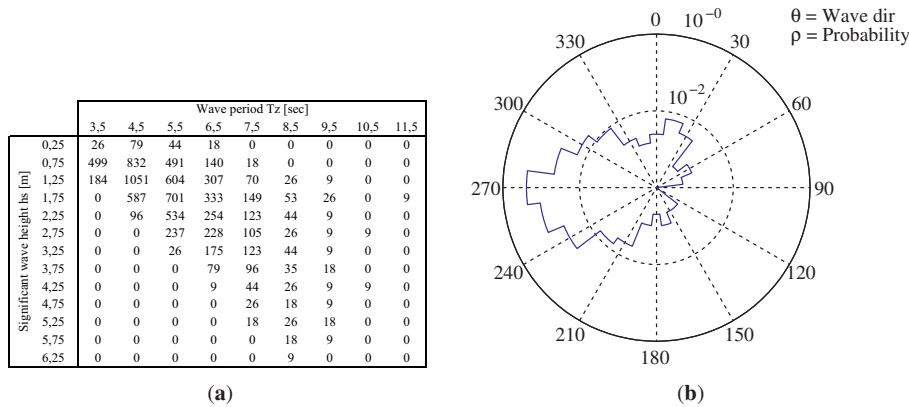 Wave period Tz [sec]
3,5 4,5 5,5 6,5 7,5 8,5 9,5 10,5 11,5
Significant wave height hs [m]
0,25 26 79 44 18 0 0 0 0 0
0,75 499 832 491 140 18 0 0 0 0
1,25 184 1051 604 307 70 26 9 0 0
1,75 0 587 701 333 149 53 26 0 9
2,25 0 96 534 254 123 44 9 0 0
2,75 0 0 237 228 105 26 9 9 0
3,25 0 0 26 175 123 44 9 0 0
3,75 0 0 0 79 96 35 18 0 0
4,25 0 0 0 9 44 26 9 9 0
4,75 0 0 0 0 26 18 9 0 0
5,25 0 0 0 0 18 26 18 0 0
5,75 0 0 0 0 0 18 9 0 0
6,25 0 0 0 0 0 9 0 0 0
(a)
θ = Wave dir
ρ = Probability
0 10^-0
330 30
300 10^-2 60
270 90
240 120
210 150
180
(b)